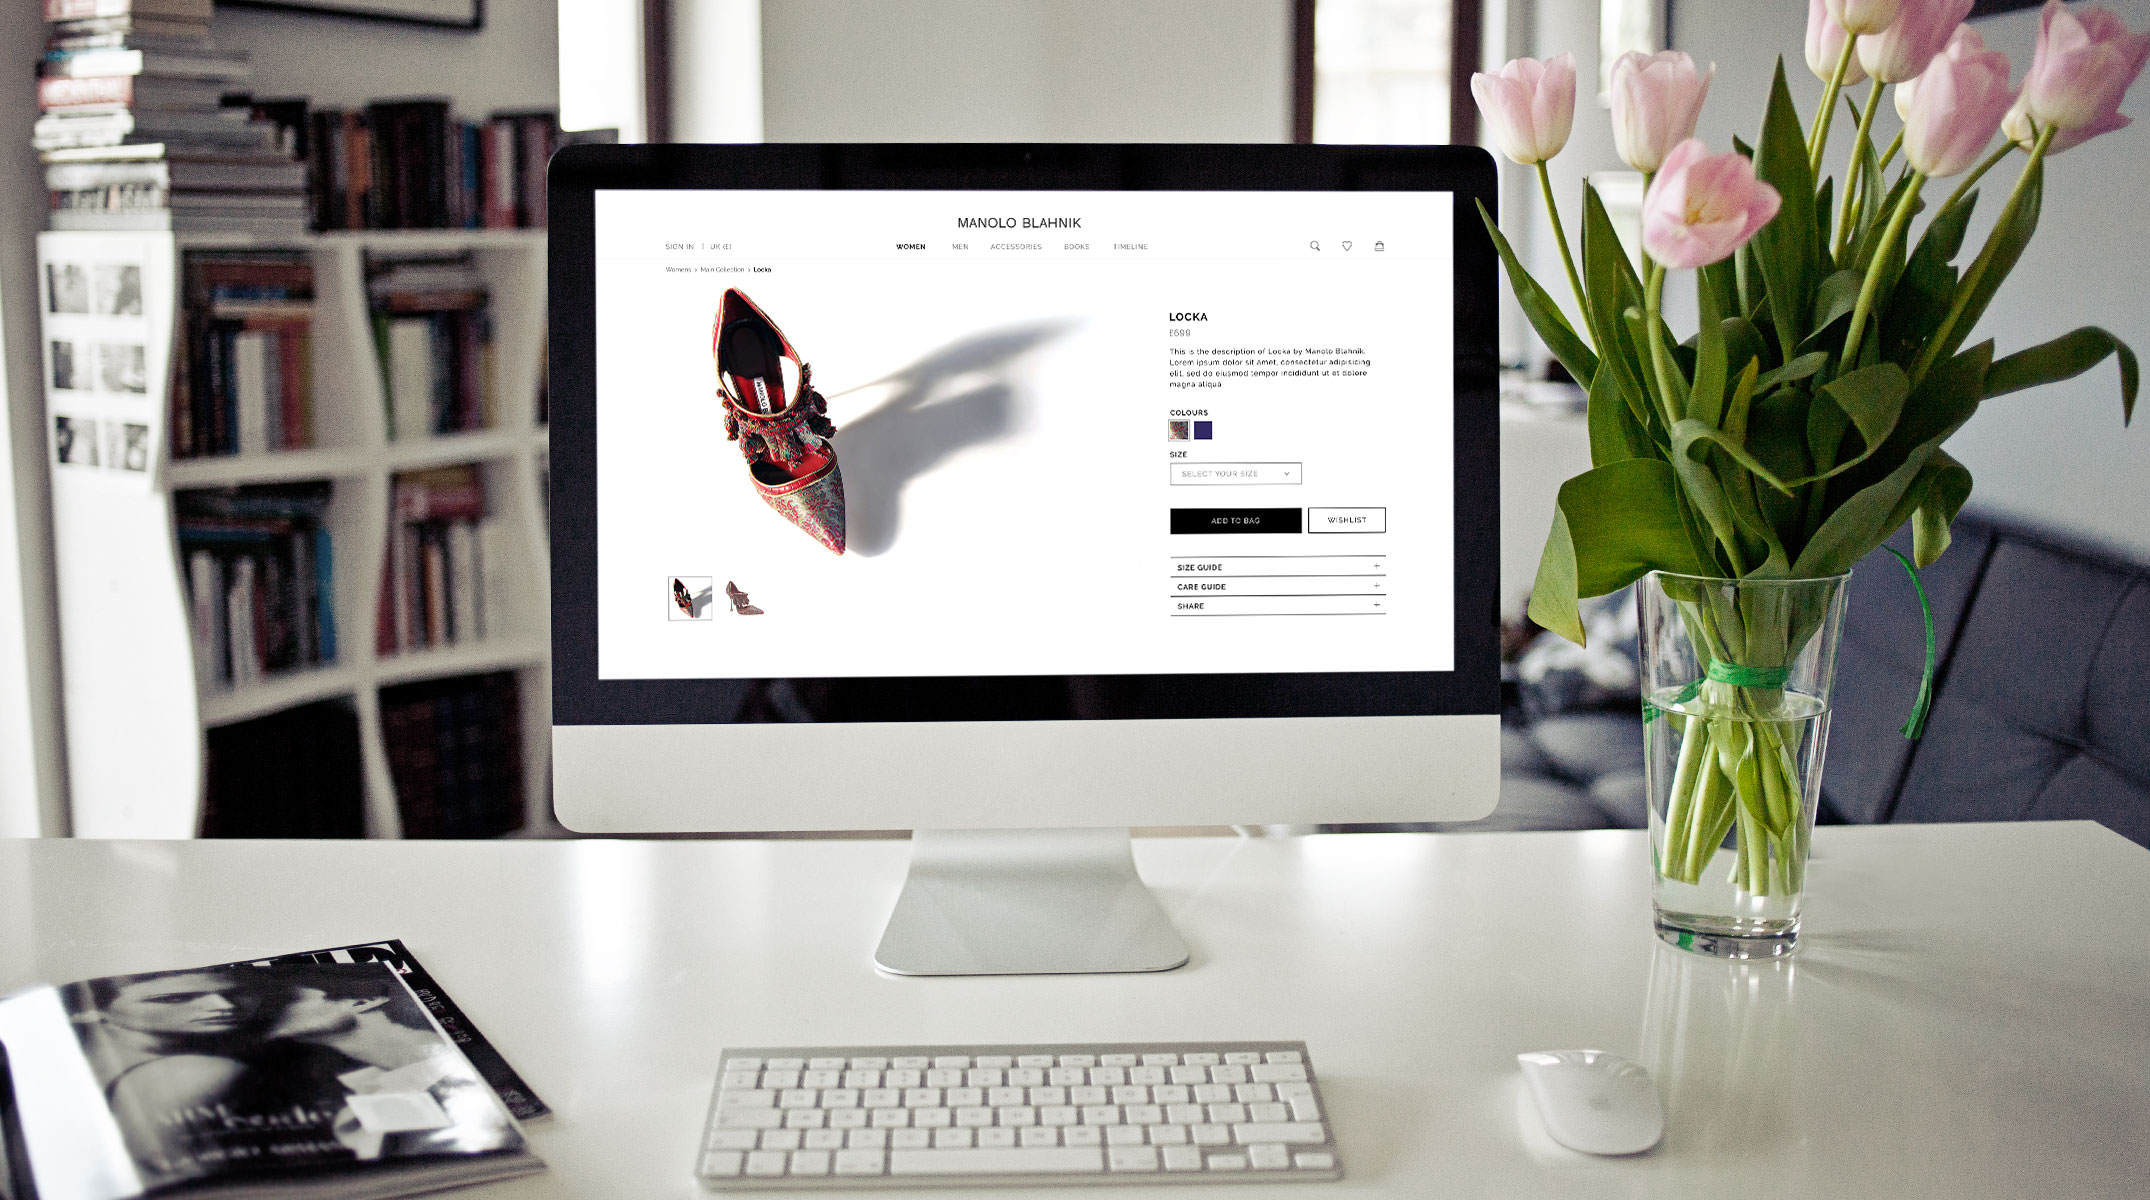 MANOLO BLAHNIK
SIGN IN | UK (£)
WOMEN MEN ACCESSORIES BOOKS TIMELINE
Womens > Main Collection > Locka
LOCKA
£699
This is the description of Locka by Manolo Blahnik.
Lorem ipsum dolor sit amet, consectetur adipisicing
elit, sed do eiusmod tempor incididunt ut et dolore
magna aliqua
COLOURS
SIZE
SELECT YOUR SIZE
ADD TO BAG
WISHLIST
SIZE GUIDE +
CARE GUIDE +
SHARE +